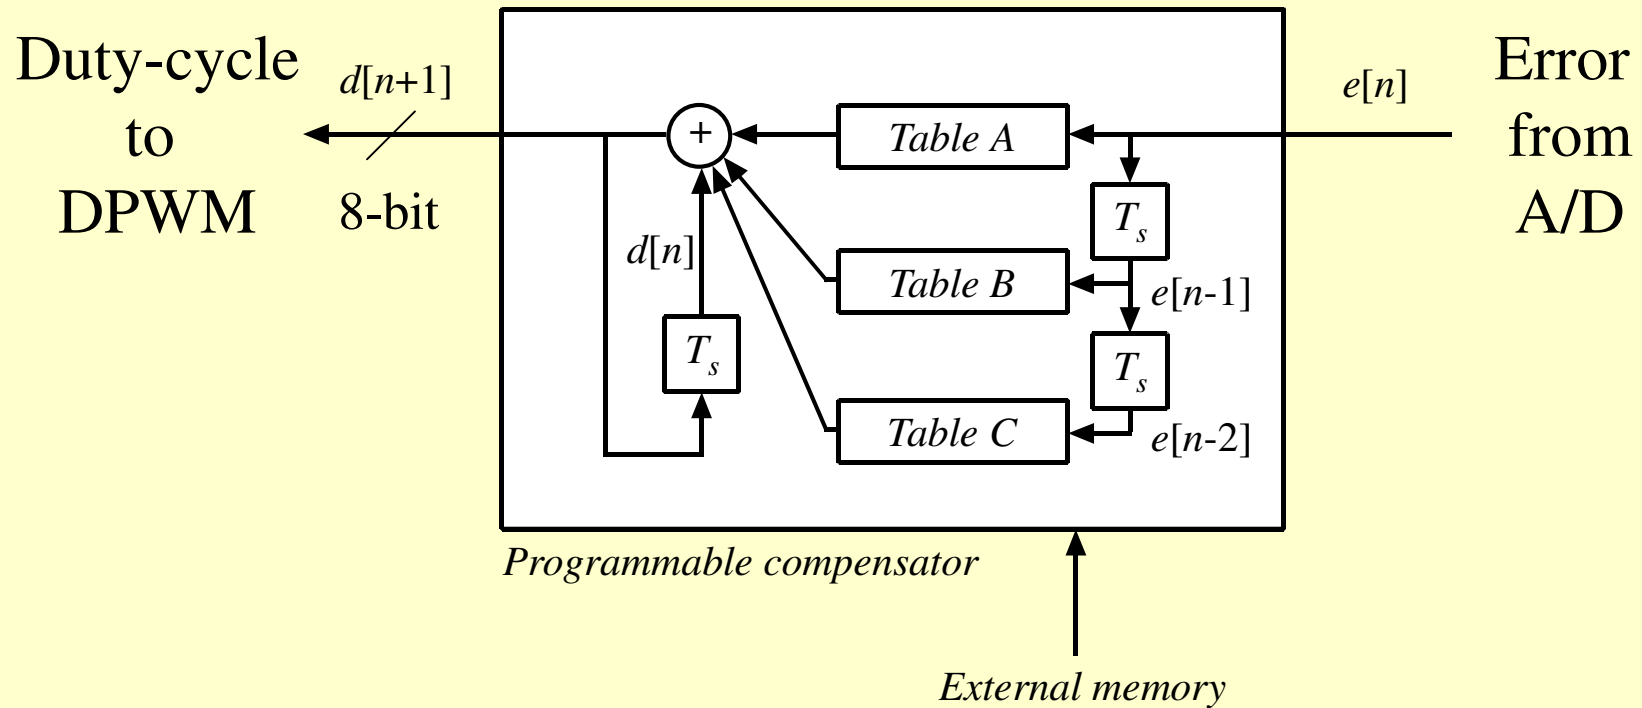 Duty-cycle
to
DPWM
d[n+1]
8-bit
+
Table A
e[n]
Error
from
A/D
T_s
d[n]
Table B
e[n-1]
T_s
T_s
Table C
e[n-2]
Programmable compensator
External memory